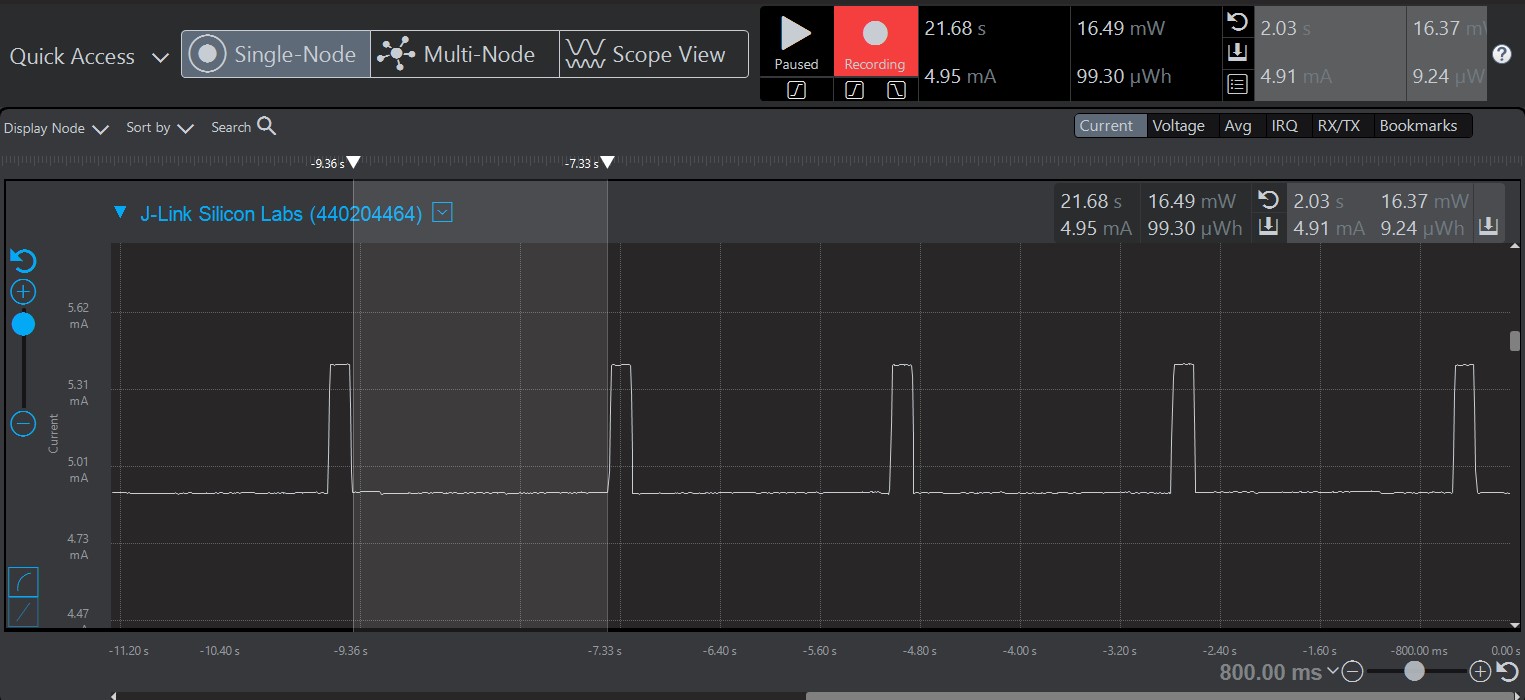 Quick Access
Single-Node
Multi-Node
Scope View
Paused
Recording
21.68 s
16.49 mW
4.95 mA
99.30 µWh
2.03 s
16.37 mW
4.91 mA
9.24 µW
?
Display Node
Sort by
Search
Current
Voltage
Avg
IRQ
RX/TX
Bookmarks
-9.36 s
-7.33 s
J-Link Silicon Labs (440204464)
21.68 s
16.49 mW
4.95 mA
99.30 µWh
2.03 s
16.37 mW
4.91 mA
9.24 µWh
5.62
mA
5.31
mA
Current
5.01
mA
4.73
mA
4.47
-11.20 s
-10.40 s
-9.36 s
-7.33 s
-6.40 s
-5.60 s
-4.80 s
-4.00 s
-3.20 s
-2.40 s
-1.60 s
-800.00 ms
0.00 s
800.00 ms